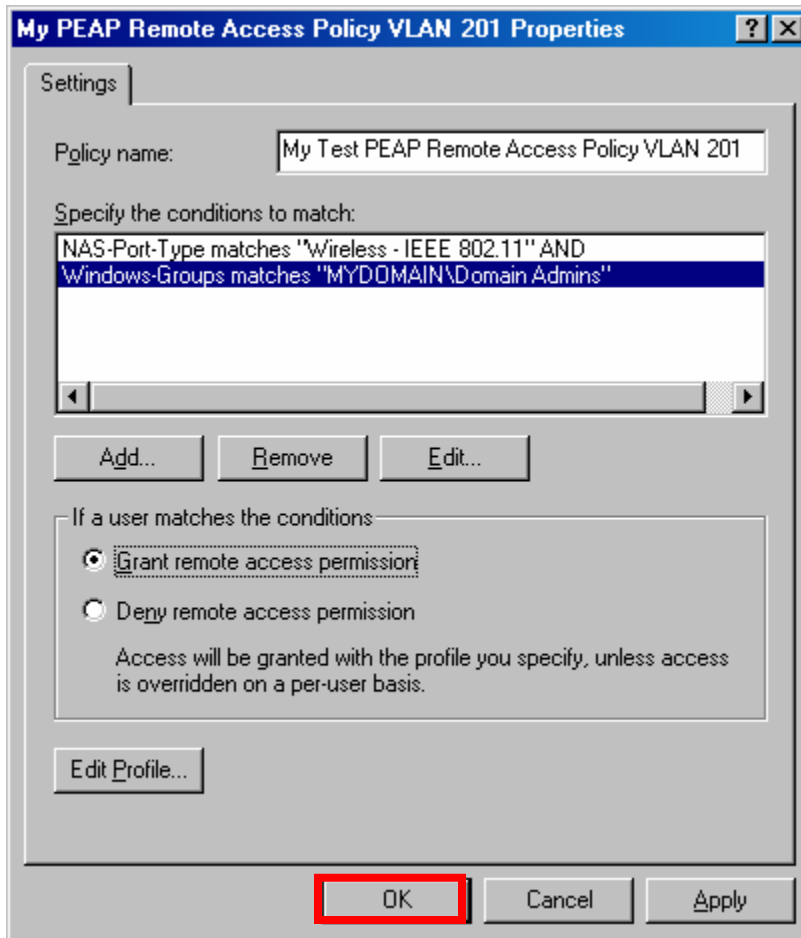 My PEAP Remote Access Policy VLAN 201 Properties
Settings
Policy name: My Test PEAP Remote Access Policy VLAN 201
Specify the conditions to match:
NAS-Port-Type matches "Wireless - IEEE 802.11" AND
Windows-Groups matches "MYDOMAIN\Domain Admins"
Add... Remove Edit...
If a user matches the conditions
Grant remote access permission
Deny remote access permission
Access will be granted with the profile you specify, unless access
is overridden on a per-user basis.
Edit Profile...
OK Cancel Apply